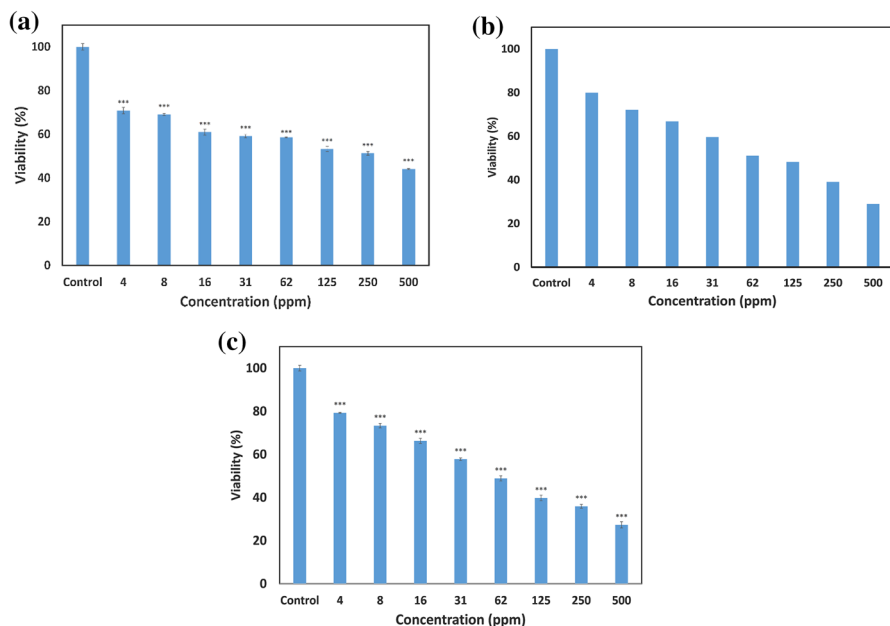 (a)
100
80
60
40
20
0
Viability (%)
*** *** *** *** *** *** *** ***
Control 4 8 16 31 62 125 250 500
Concentration (ppm)
(b)
100
80
60
40
20
0
Viability (%)
Control 4 8 16 31 62 125 250 500
Concentration (ppm)
(c)
100
80
60
40
20
0
Viability (%)
*** *** *** *** *** *** *** ***
Control 4 8 16 31 62 125 250 500
Concentration (ppm)